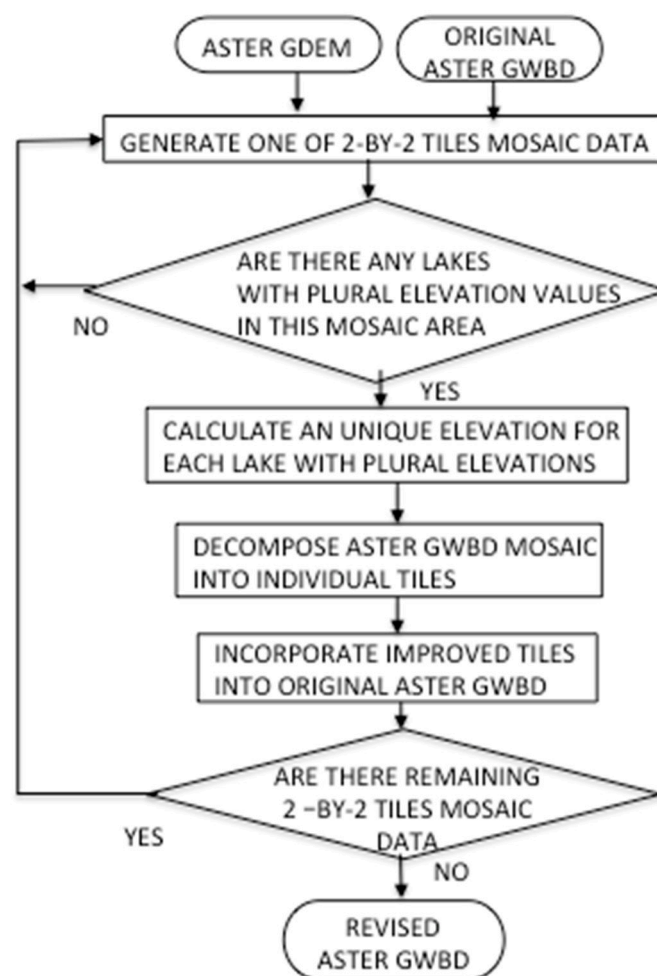 ASTER GDEM
ORIGINAL
ASTER GWBD
GENERATE ONE OF 2-BY-2 TILES MOSAIC DATA
ARE THERE ANY LAKES
WITH PLURAL ELEVATION VALUES
IN THIS MOSAIC AREA
NO
YES
CALCULATE AN UNIQUE ELEVATION FOR
EACH LAKE WITH PLURAL ELEVATIONS
DECOMPOSE ASTER GWBD MOSAIC
INTO INDIVIDUAL TILES
INCORPORATE IMPROVED TILES
INTO ORIGINAL ASTER GWBD
ARE THERE REMAINING
2 −BY-2 TILES MOSAIC
DATA
YES
NO
REVISED
ASTER GWBD